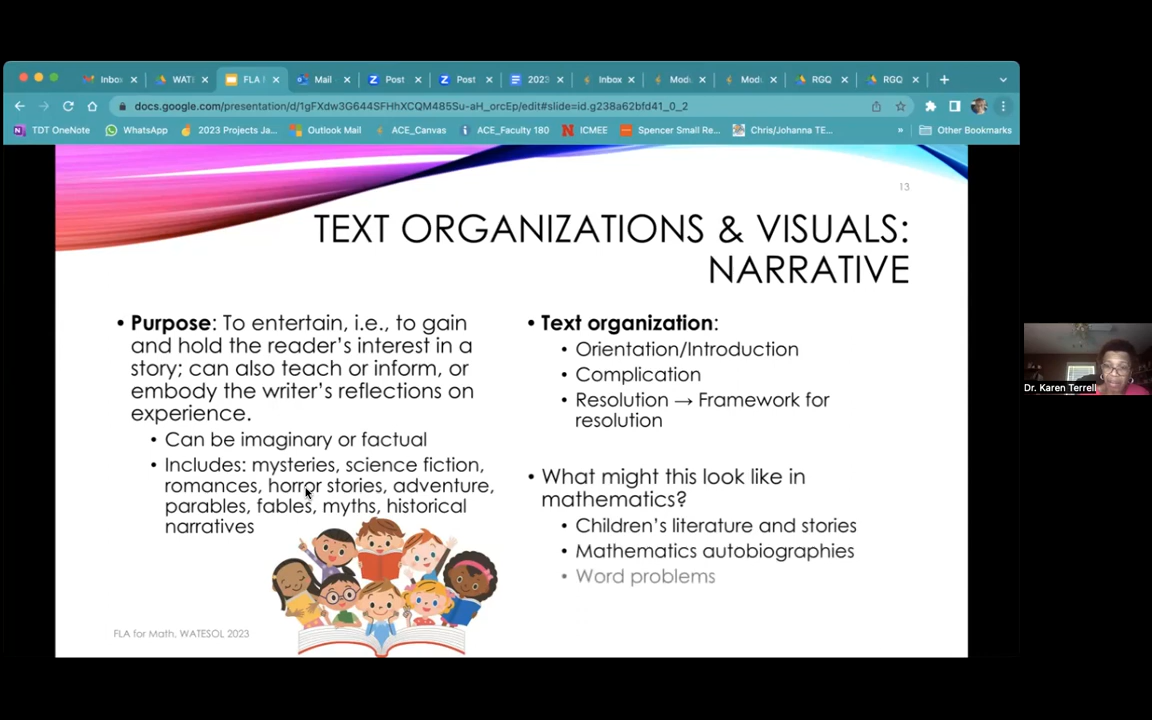 Inbox
WATE
FLA f
Mail
Post
Post
2023
Inbox
Modu
Modu
RGQ
RGQ
docs.google.com/presentation/d/1gFXdw3G644SFHhXCQM485Su-aH_orcEp/edit#slide=id.g238a62bfd41_0_2
TDT OneNote
WhatsApp
2023 Projects Ja...
Outlook Mail
ACE_Canvas
ACE_Faculty 180
ICMEE
Spencer Small Re...
Chris/Johanna TE...
»
Other Bookmarks
13
TEXT ORGANIZATIONS & VISUALS:
NARRATIVE
• Purpose: To entertain, i.e., to gain
and hold the reader's interest in a
story; can also teach or inform, or
embody the writer's reflections on
experience.
• Can be imaginary or factual
• Includes: mysteries, science fiction,
romances, horror stories, adventure,
parables, fables, myths, historical
narratives
• Text organization:
• Orientation/Introduction
• Complication
• Resolution → Framework for
resolution
• What might this look like in
mathematics?
• Children's literature and stories
• Mathematics autobiographies
• Word problems
FLA for Math, WATESOL 2023
Dr. Karen Terrell